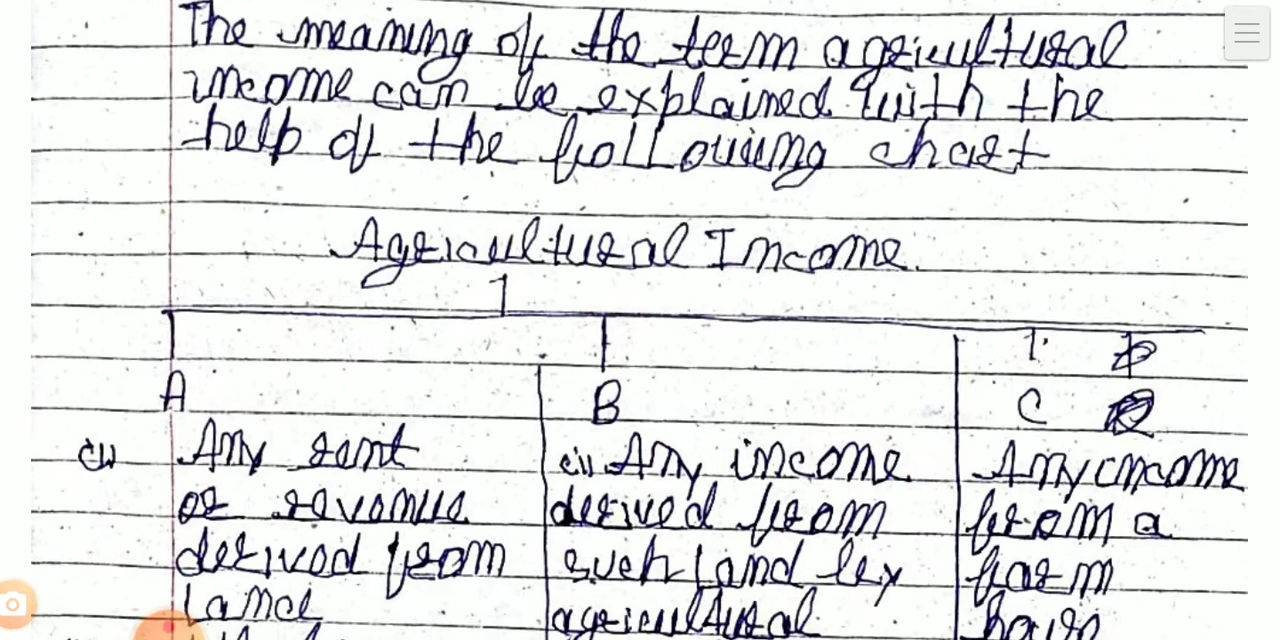 The meaning of the term agricultural
income can be explained with the
help of the following chart
Agricultural Income.
A
B
C
(i) Any rent
or revenue
derived from
land
(i) Any income
derived from
such land by
agricultural
Any income
from a
farm
house